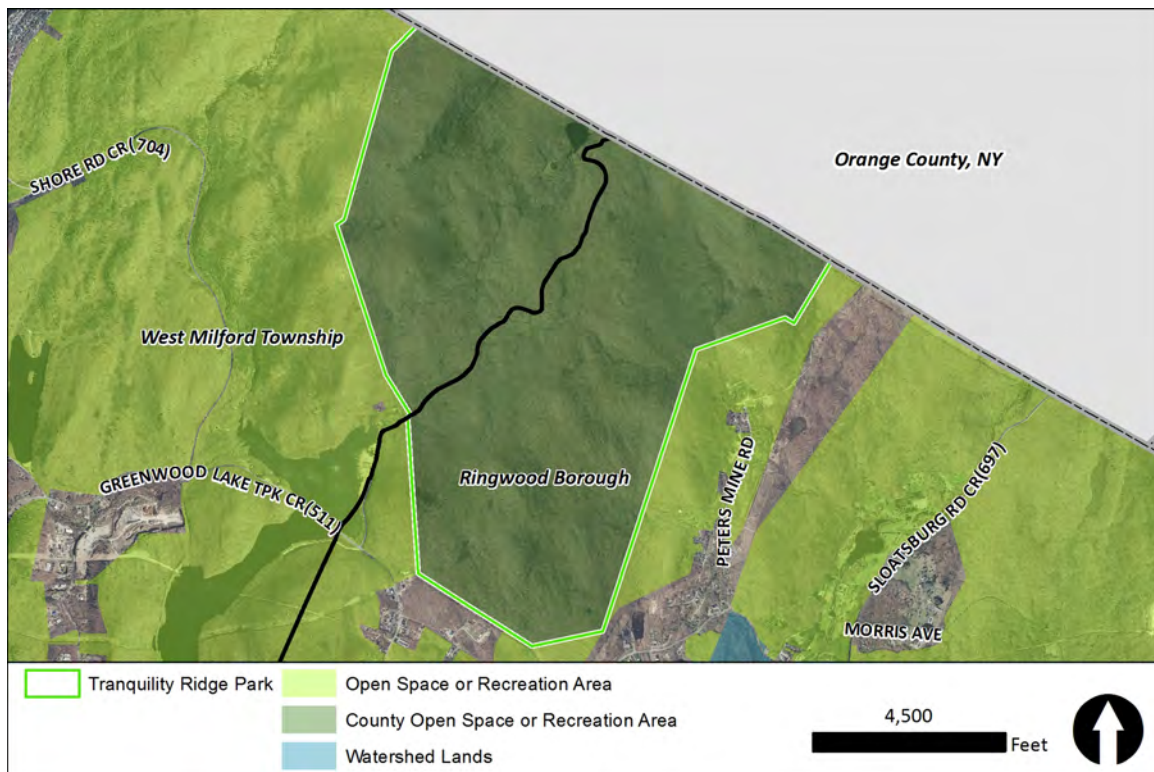 Orange County, NY
SHORE RD CR(704)
West Milford Township
GREENWOOD LAKE TPK CR(511)
Ringwood Borough
PETERS MINE RD
SLOATSBURG RD CR(697)
MORRIS AVE
Tranquility Ridge Park
Open Space or Recreation Area
County Open Space or Recreation Area
Watershed Lands
4,500
Feet